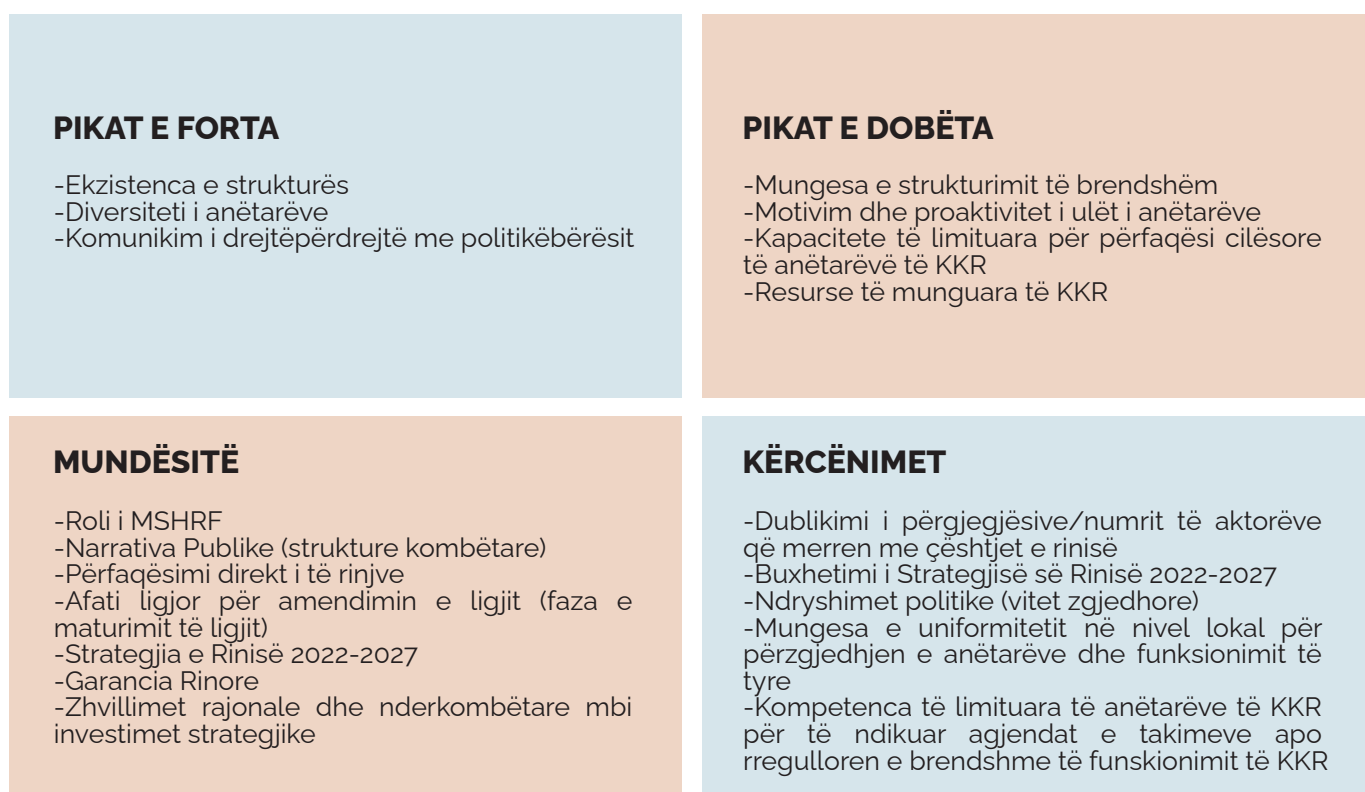 PIKAT E FORTA
-Ekzistenca e strukturës
-Diversiteti i anëtarëve
-Komunikim i drejtëpërdrejtë me politikëbërësit
PIKAT E DOBËTA
-Mungesa e strukturimit të brendshëm
-Motivim dhe proaktivitet i ulët i anëtarëve
-Kapacitete të limituara për përfaqësi cilësore
të anëtarëvë të KKR
-Resurse të munguara të KKR
MUNDËSITË
-Roli i MSHRF
-Narrativa Publike (strukture kombëtare)
-Përfaqësimi direkt i të rinjve
-Afati ligjor për amendimin e ligjit (faza e
maturimit të ligjit)
-Strategjia e Rinisë 2022-2027
-Garancia Rinore
-Zhvillimet rajonale dhe nderkombëtare mbi
investimet strategjike
KËRCËNIMET
-Dublikimi i përgjegjësive/numrit të aktorëve
që merren me çështjet e rinisë
-Buxhetimi i Strategjisë së Rinisë 2022-2027
-Ndryshimet politike (vitet zgjedhore)
-Mungesa e uniformitetit në nivel lokal për
përzgjedhjen e anëtarëve dhe funksionimit të
tyre
-Kompetenca të limituara të anëtarëve të KKR
për të ndikuar agjendat e takimeve apo
rregulloren e brendshme të funskionimit të KKR